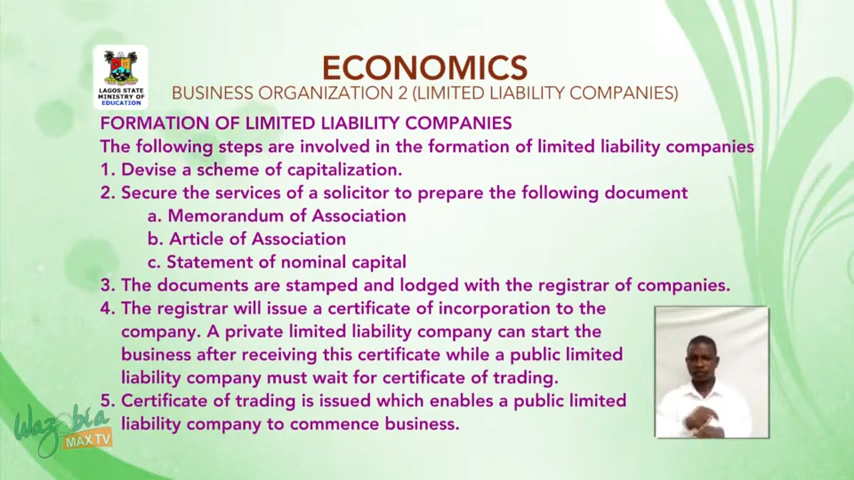 ECONOMICS
LAGOS STATE
MINISTRY OF
EDUCATION
BUSINESS ORGANIZATION 2 (LIMITED LIABILITY COMPANIES)
FORMATION OF LIMITED LIABILITY COMPANIES
The following steps are involved in the formation of limited liability companies
1. Devise a scheme of capitalization.
2. Secure the services of a solicitor to prepare the following document
a. Memorandum of Association
b. Article of Association
c. Statement of nominal capital
3. The documents are stamped and lodged with the registrar of companies.
4. The registrar will issue a certificate of incorporation to the
company. A private limited liability company can start the
business after receiving this certificate while a public limited
liability company must wait for certificate of trading.
5. Certificate of trading is issued which enables a public limited
liability company to commence business.
Wazobia
MAX TV